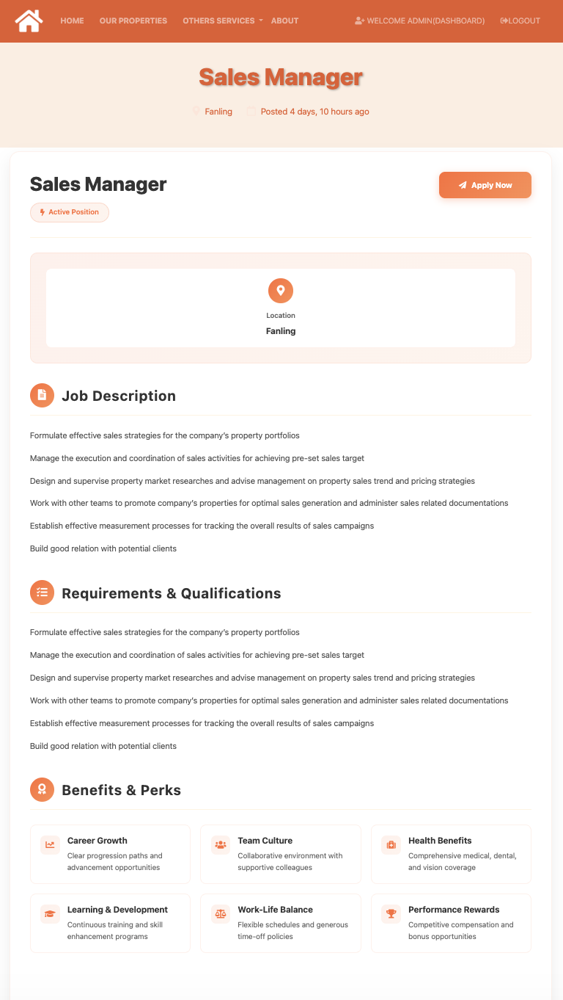 HOME OUR PROPERTIES OTHERS SERVICES ABOUT WELCOME ADMIN(DASHBOARD) LOGOUT
Sales Manager
Fanling Posted 4 days, 10 hours ago
Sales Manager
Apply Now
Active Position
Location
Fanling
Job Description
Formulate effective sales strategies for the company's property portfolios
Manage the execution and coordination of sales activities for achieving pre-set sales target
Design and supervise property market researches and advise management on property sales trend and pricing strategies
Work with other teams to promote company's properties for optimal sales generation and administer sales related documentations
Establish effective measurement processes for tracking the overall results of sales campaigns
Build good relation with potential clients
Requirements & Qualifications
Formulate effective sales strategies for the company's property portfolios
Manage the execution and coordination of sales activities for achieving pre-set sales target
Design and supervise property market researches and advise management on property sales trend and pricing strategies
Work with other teams to promote company's properties for optimal sales generation and administer sales related documentations
Establish effective measurement processes for tracking the overall results of sales campaigns
Build good relation with potential clients
Benefits & Perks
Career Growth
Clear progression paths and
advancement opportunities
Team Culture
Collaborative environment with
supportive colleagues
Health Benefits
Comprehensive medical, dental,
and vision coverage
Learning & Development
Continuous training and skill
enhancement programs
Work-Life Balance
Flexible schedules and generous
time-off policies
Performance Rewards
Competitive compensation and
bonus opportunities